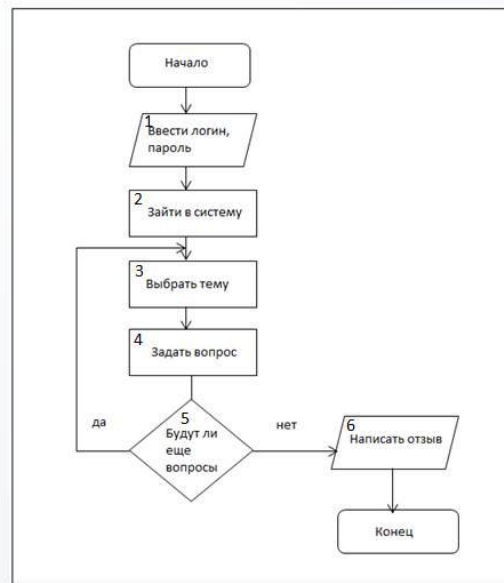 Начало
1
Ввести логин,
пароль
2
Зайти в систему
3
Выбрать тему
4
Задать вопрос
5
Будут ли
еще
вопросы
да
нет
6
Написать отзыв
Конец